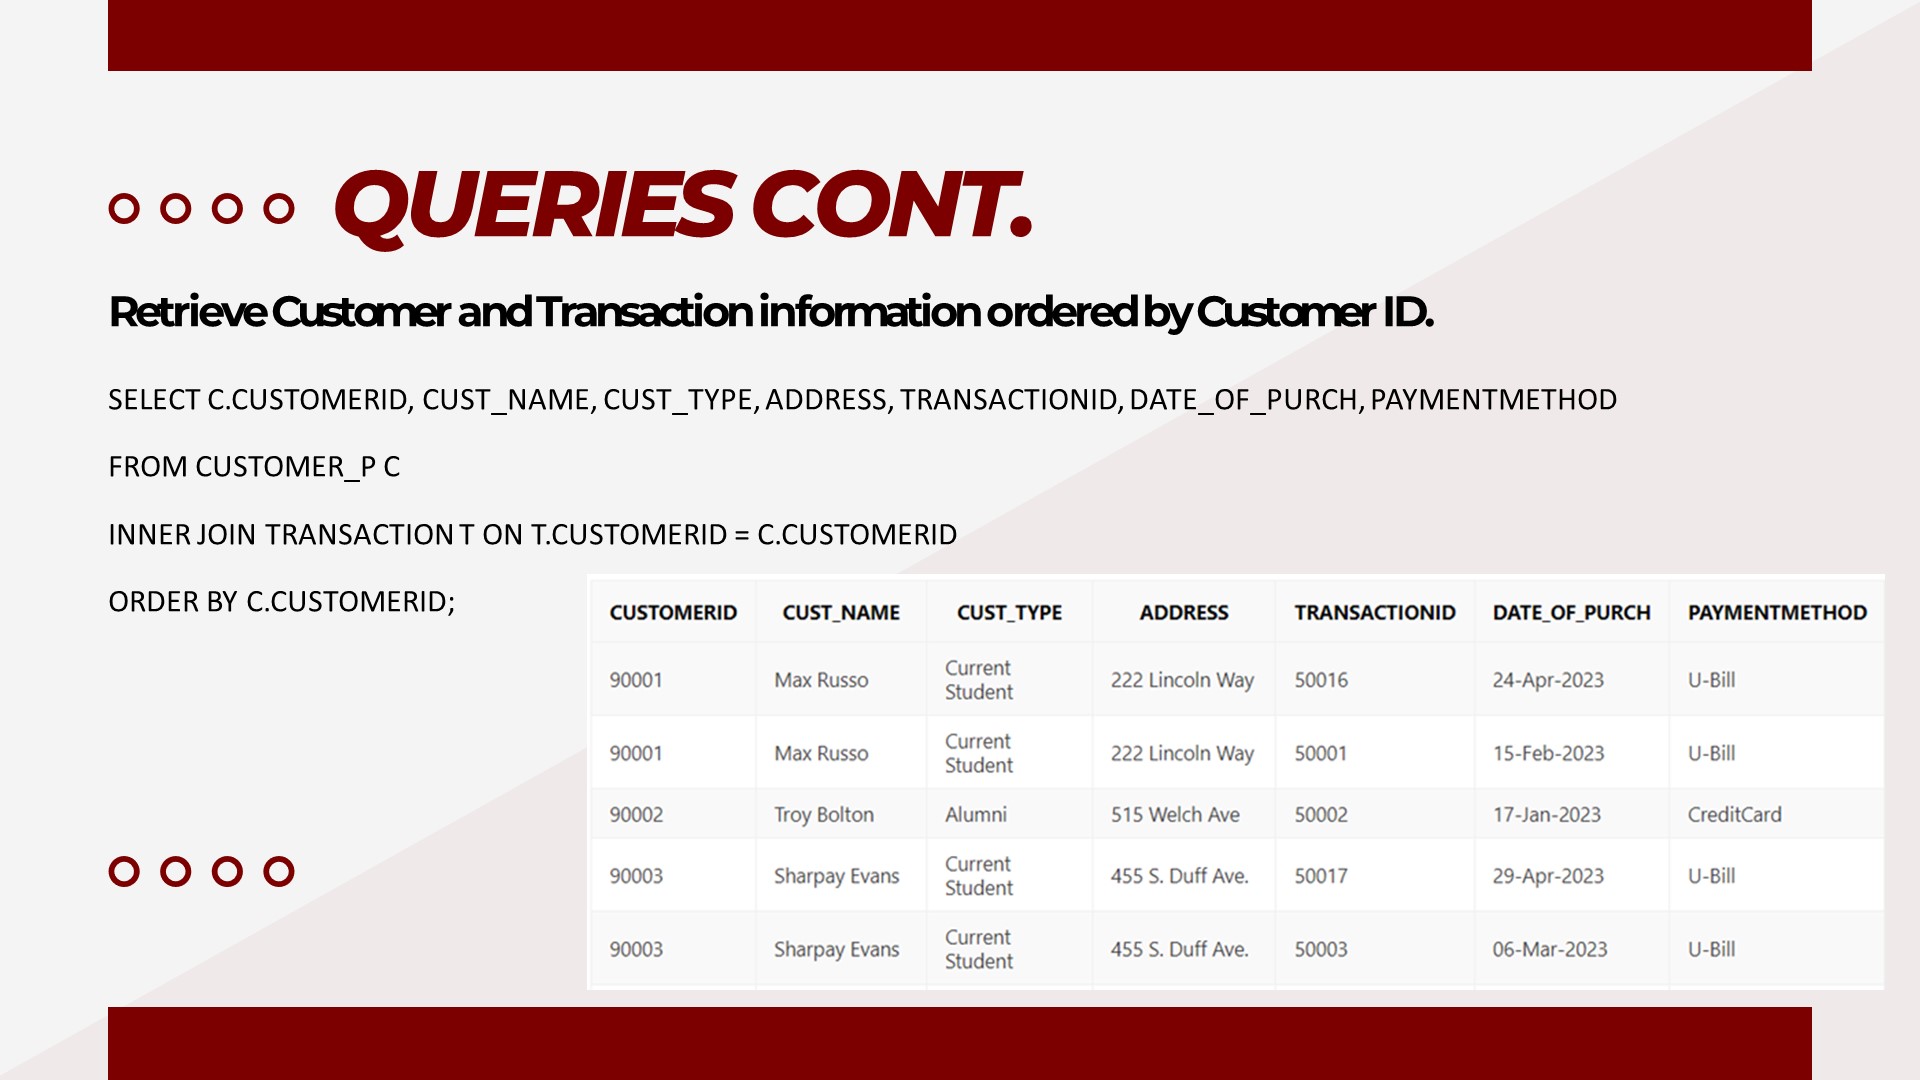 QUERIES CONT.
Retrieve Customer and Transaction information ordered by Customer ID.
SELECT C.CUSTOMERID, CUST_NAME, CUST_TYPE, ADDRESS, TRANSACTIONID, DATE_OF_PURCH, PAYMENTMETHOD
FROM CUSTOMER_P C
INNER JOIN TRANSACTION T ON T.CUSTOMERID = C.CUSTOMERID
ORDER BY C.CUSTOMERID;
CUSTOMERID CUST_NAME CUST_TYPE ADDRESS TRANSACTIONID DATE_OF_PURCH PAYMENTMETHOD
90001 Max Russo Current Student 222 Lincoln Way 50016 24-Apr-2023 U-Bill
90001 Max Russo Current Student 222 Lincoln Way 50001 15-Feb-2023 U-Bill
90002 Troy Bolton Alumni 515 Welch Ave 50002 17-Jan-2023 CreditCard
90003 Sharpay Evans Current Student 455 S. Duff Ave. 50017 29-Apr-2023 U-Bill
90003 Sharpay Evans Current Student 455 S. Duff Ave. 50003 06-Mar-2023 U-Bill